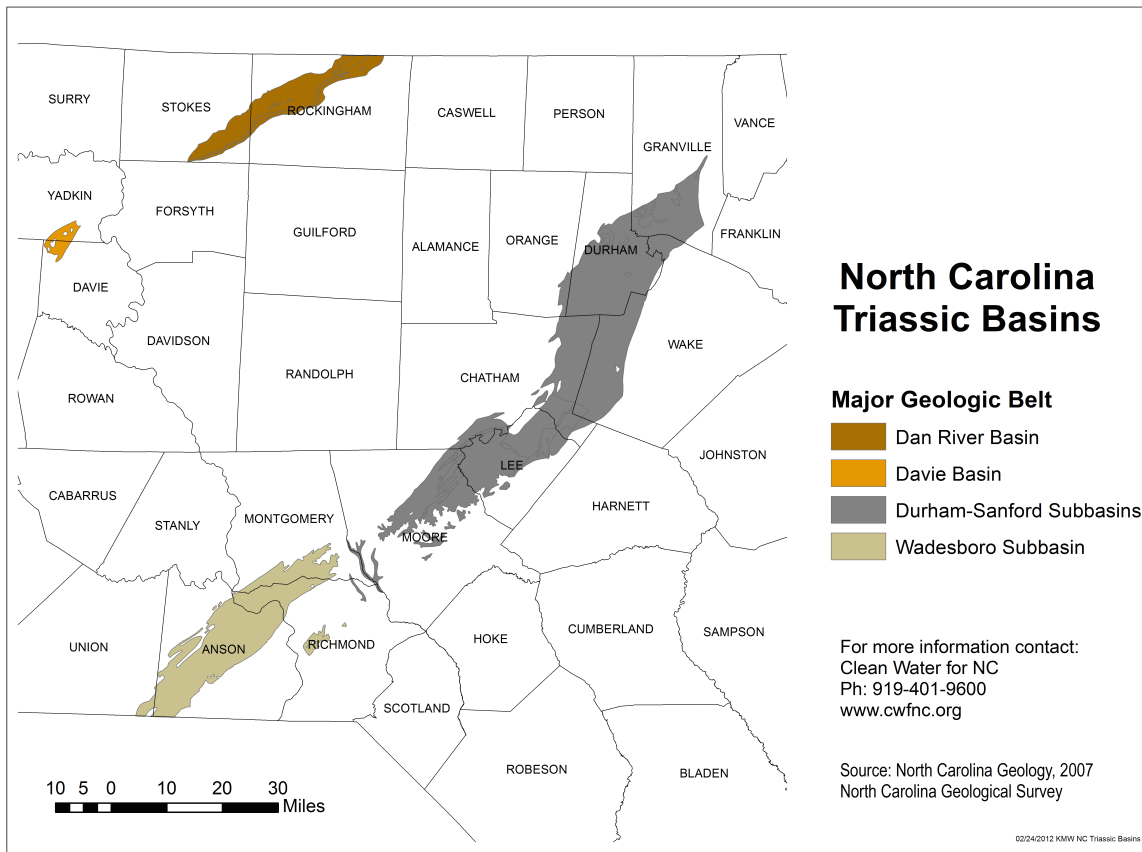 SURRY
STOKES
ROCKINGHAM
CASWELL
PERSON
VANCE
GRANVILLE
YADKIN
FORSYTH
GUILFORD
ALAMANCE
ORANGE
DURHAM
FRANKLIN
DAVIE
DAVIDSON
RANDOLPH
CHATHAM
WAKE
ROWAN
LEE
JOHNSTON
CABARRUS
STANLY
MONTGOMERY
MOORE
HARNETT
UNION
ANSON
RICHMOND
HOKE
CUMBERLAND
SAMPSON
SCOTLAND
ROBESON
BLADEN
10 5 0 10 20 30
Miles
North Carolina
Triassic Basins
Major Geologic Belt
Dan River Basin
Davie Basin
Durham-Sanford Subbasins
Wadesboro Subbasin
For more information contact:
Clean Water for NC
Ph: 919-401-9600
www.cwfnc.org
Source: North Carolina Geology, 2007
North Carolina Geological Survey
02/24/2012 KMW NC Triassic Basins